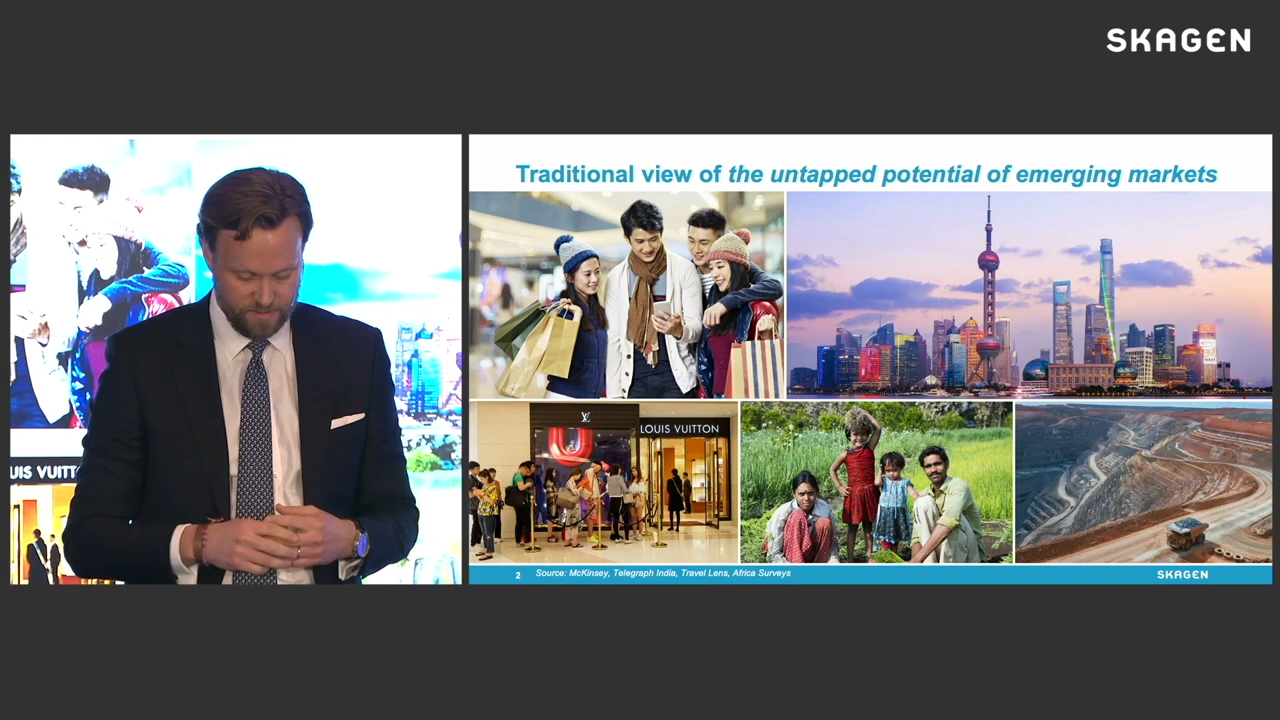 SKAGEN
Traditional view of the untapped potential of emerging markets
LOUIS VUITTON
UIS VUITT
2 Source: McKinsey, Telegraph India, Travel Lens, Africa Surveys
SKAGEN